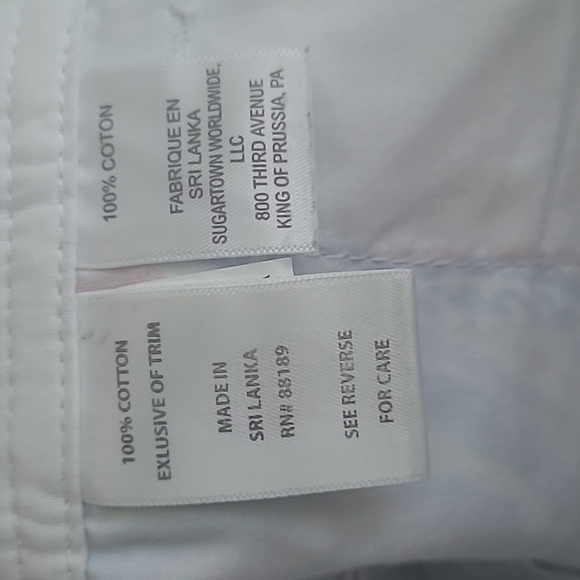 100% COTON
FABRIQUE EN
SRI LANKA
SUGARTOWN WORLDWIDE,
LLC
800 THIRD AVENUE
KING OF PRUSSIA, PA
100% COTTON
EXLUSIVE OF TRIM
MADE IN
SRI LANKA
RN# 88189
SEE REVERSE
FOR CARE